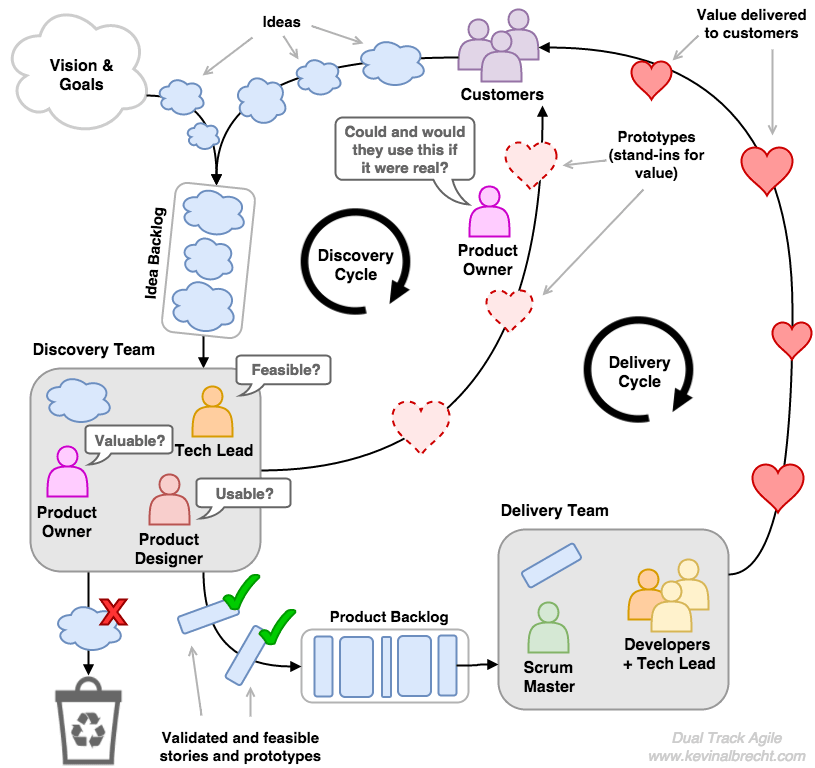 Ideas
Value delivered
to customers
Vision &
Goals
Customers
Could and would
they use this if
it were real?
Prototypes
(stand-ins for
value)
Idea Backlog
Discovery
Cycle
Product
Owner
Discovery Team
Feasible?
Delivery
Cycle
Valuable?
Tech Lead
Usable?
Product
Owner
Product
Designer
Delivery Team
X
Product Backlog
Scrum
Master
Developers
+ Tech Lead
Validated and feasible
stories and prototypes
Dual Track Agile
www.kevinalbrecht.com